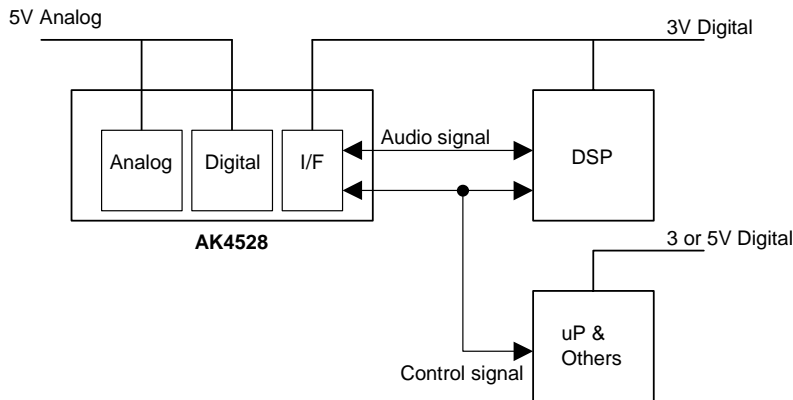 5V Analog
3V Digital
Analog
Digital
I/F
Audio signal
DSP
AK4528
3 or 5V Digital
uP &
Others
Control signal